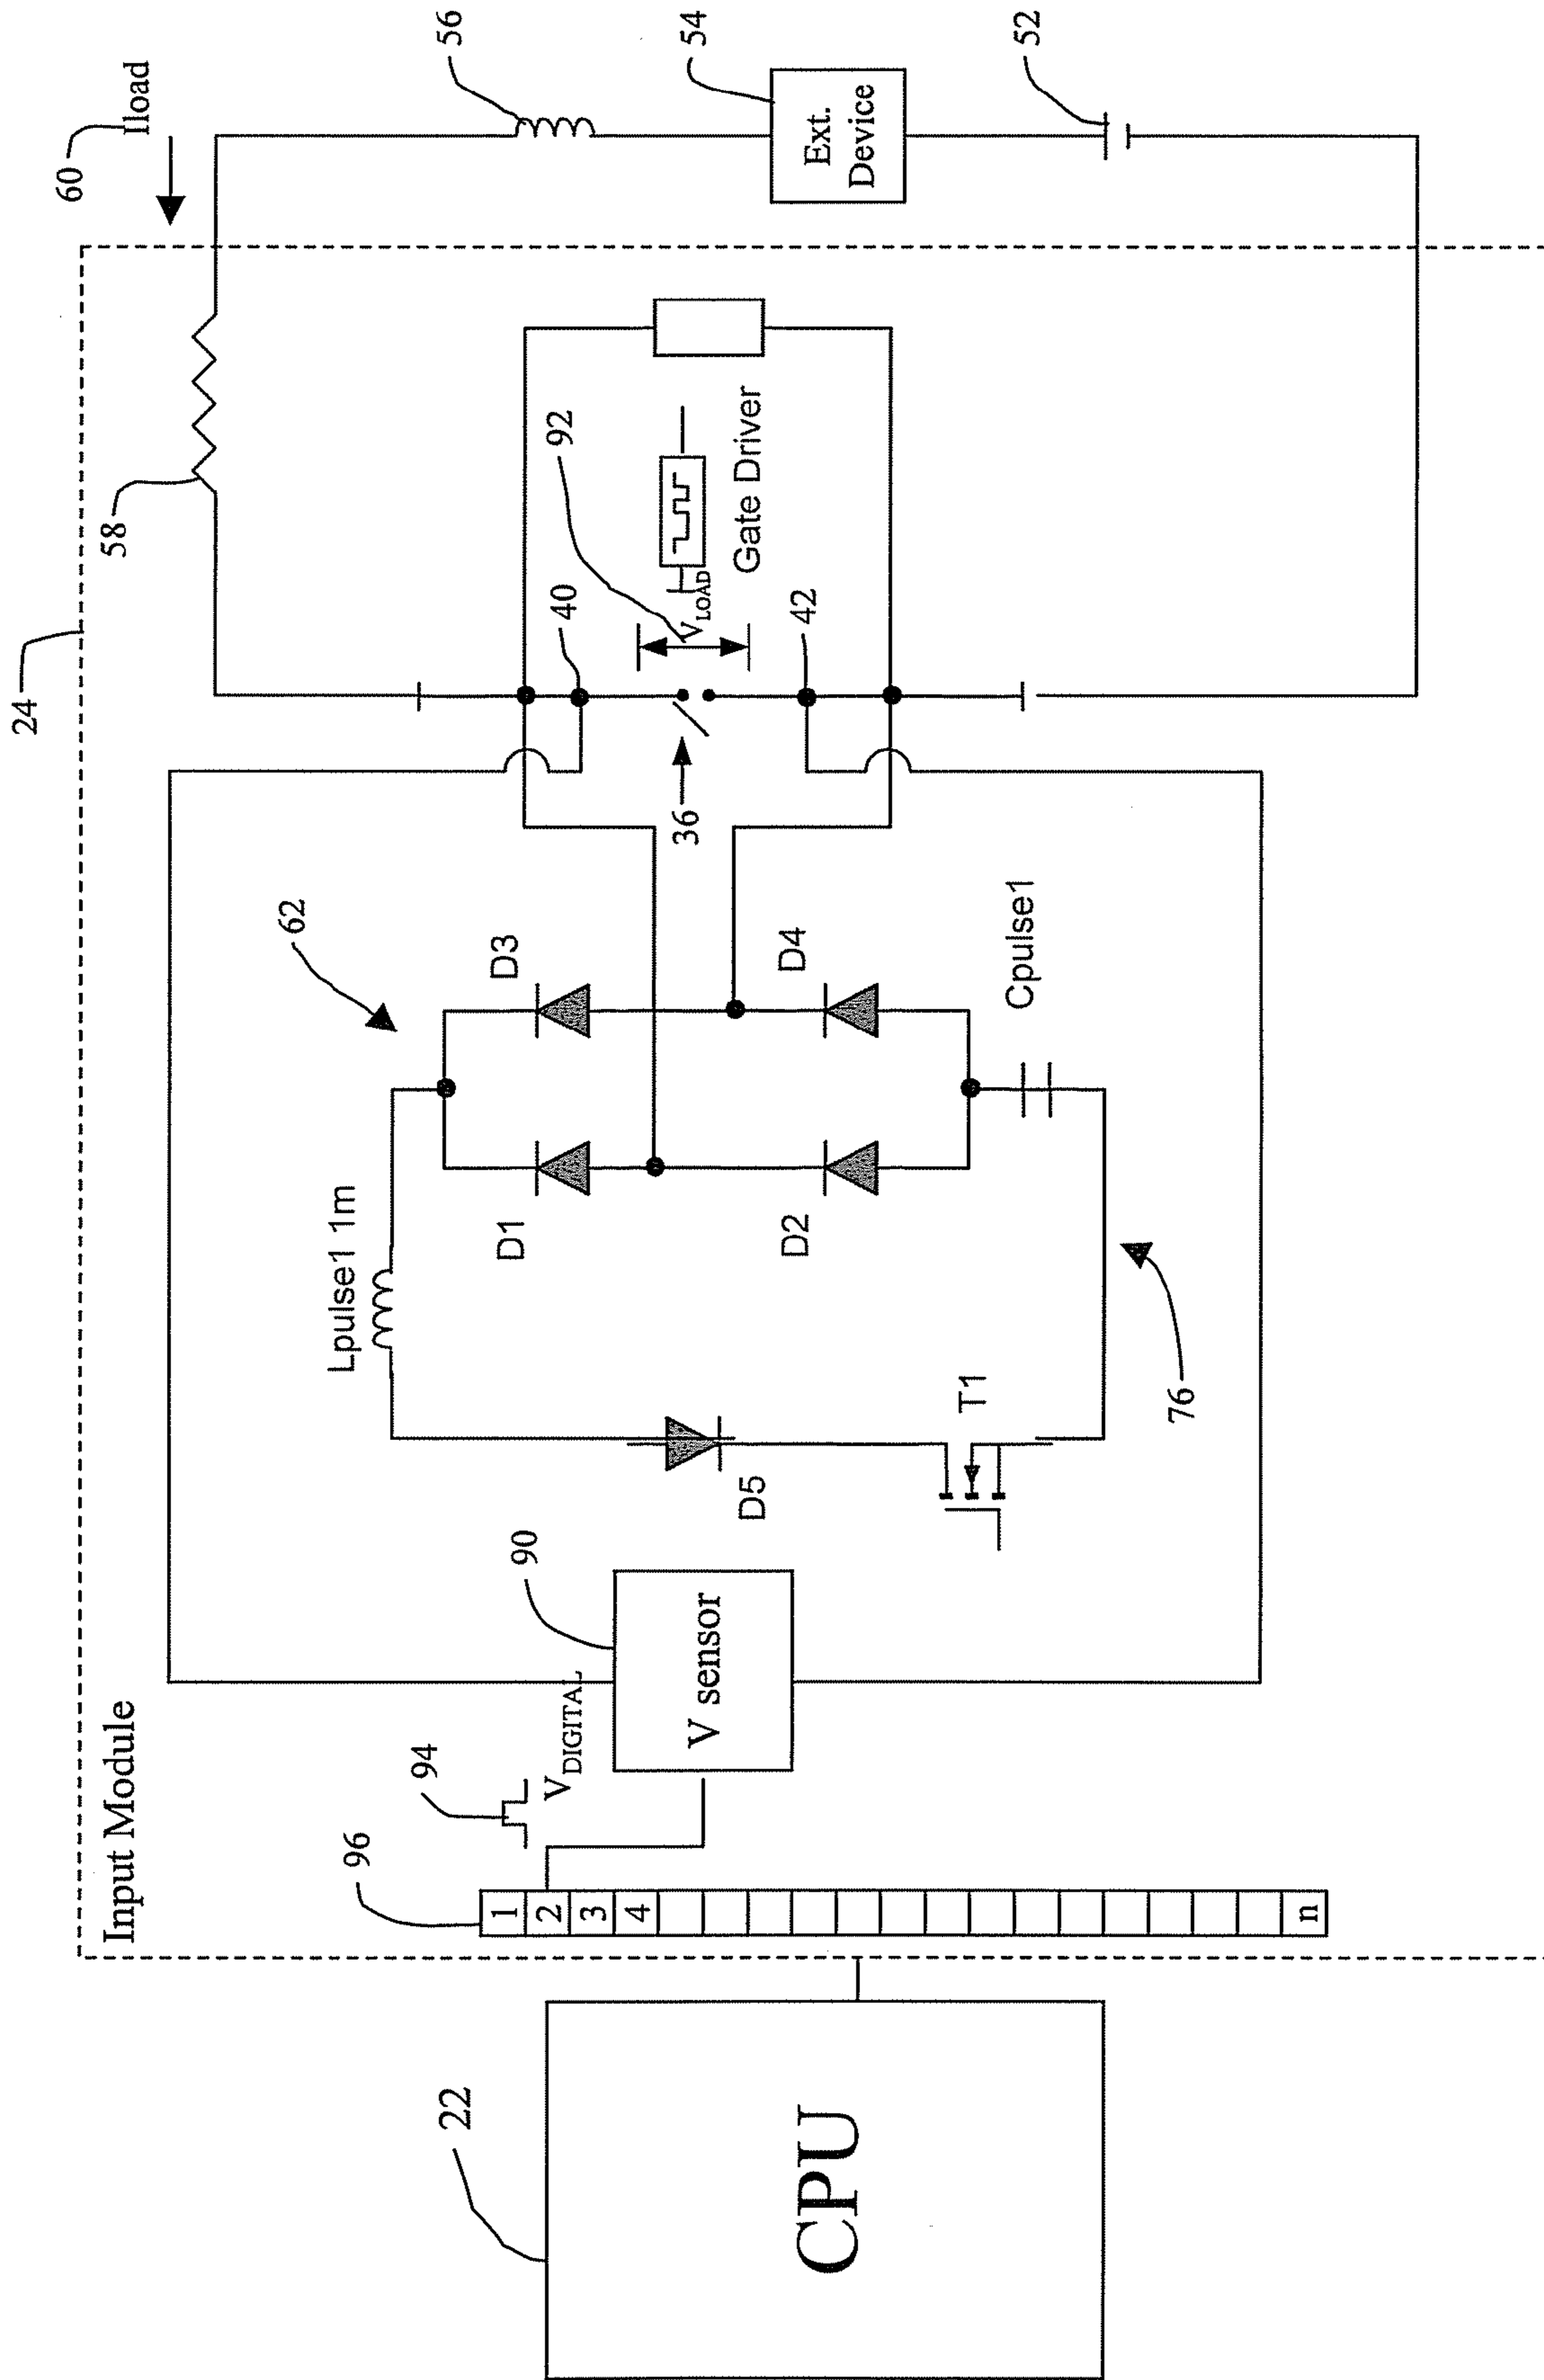 Input Module
24
60
Iload
58
56
54
Ext.
Device
52
40
92
V_LOAD
Gate Driver
42
36
62
D3
D4
D1
D2
Cpulse1
Lpulse1 1m
D5
T1
76
90
V sensor
94
V_DIGITAL
96
1
2
3
4
n
22
CPU